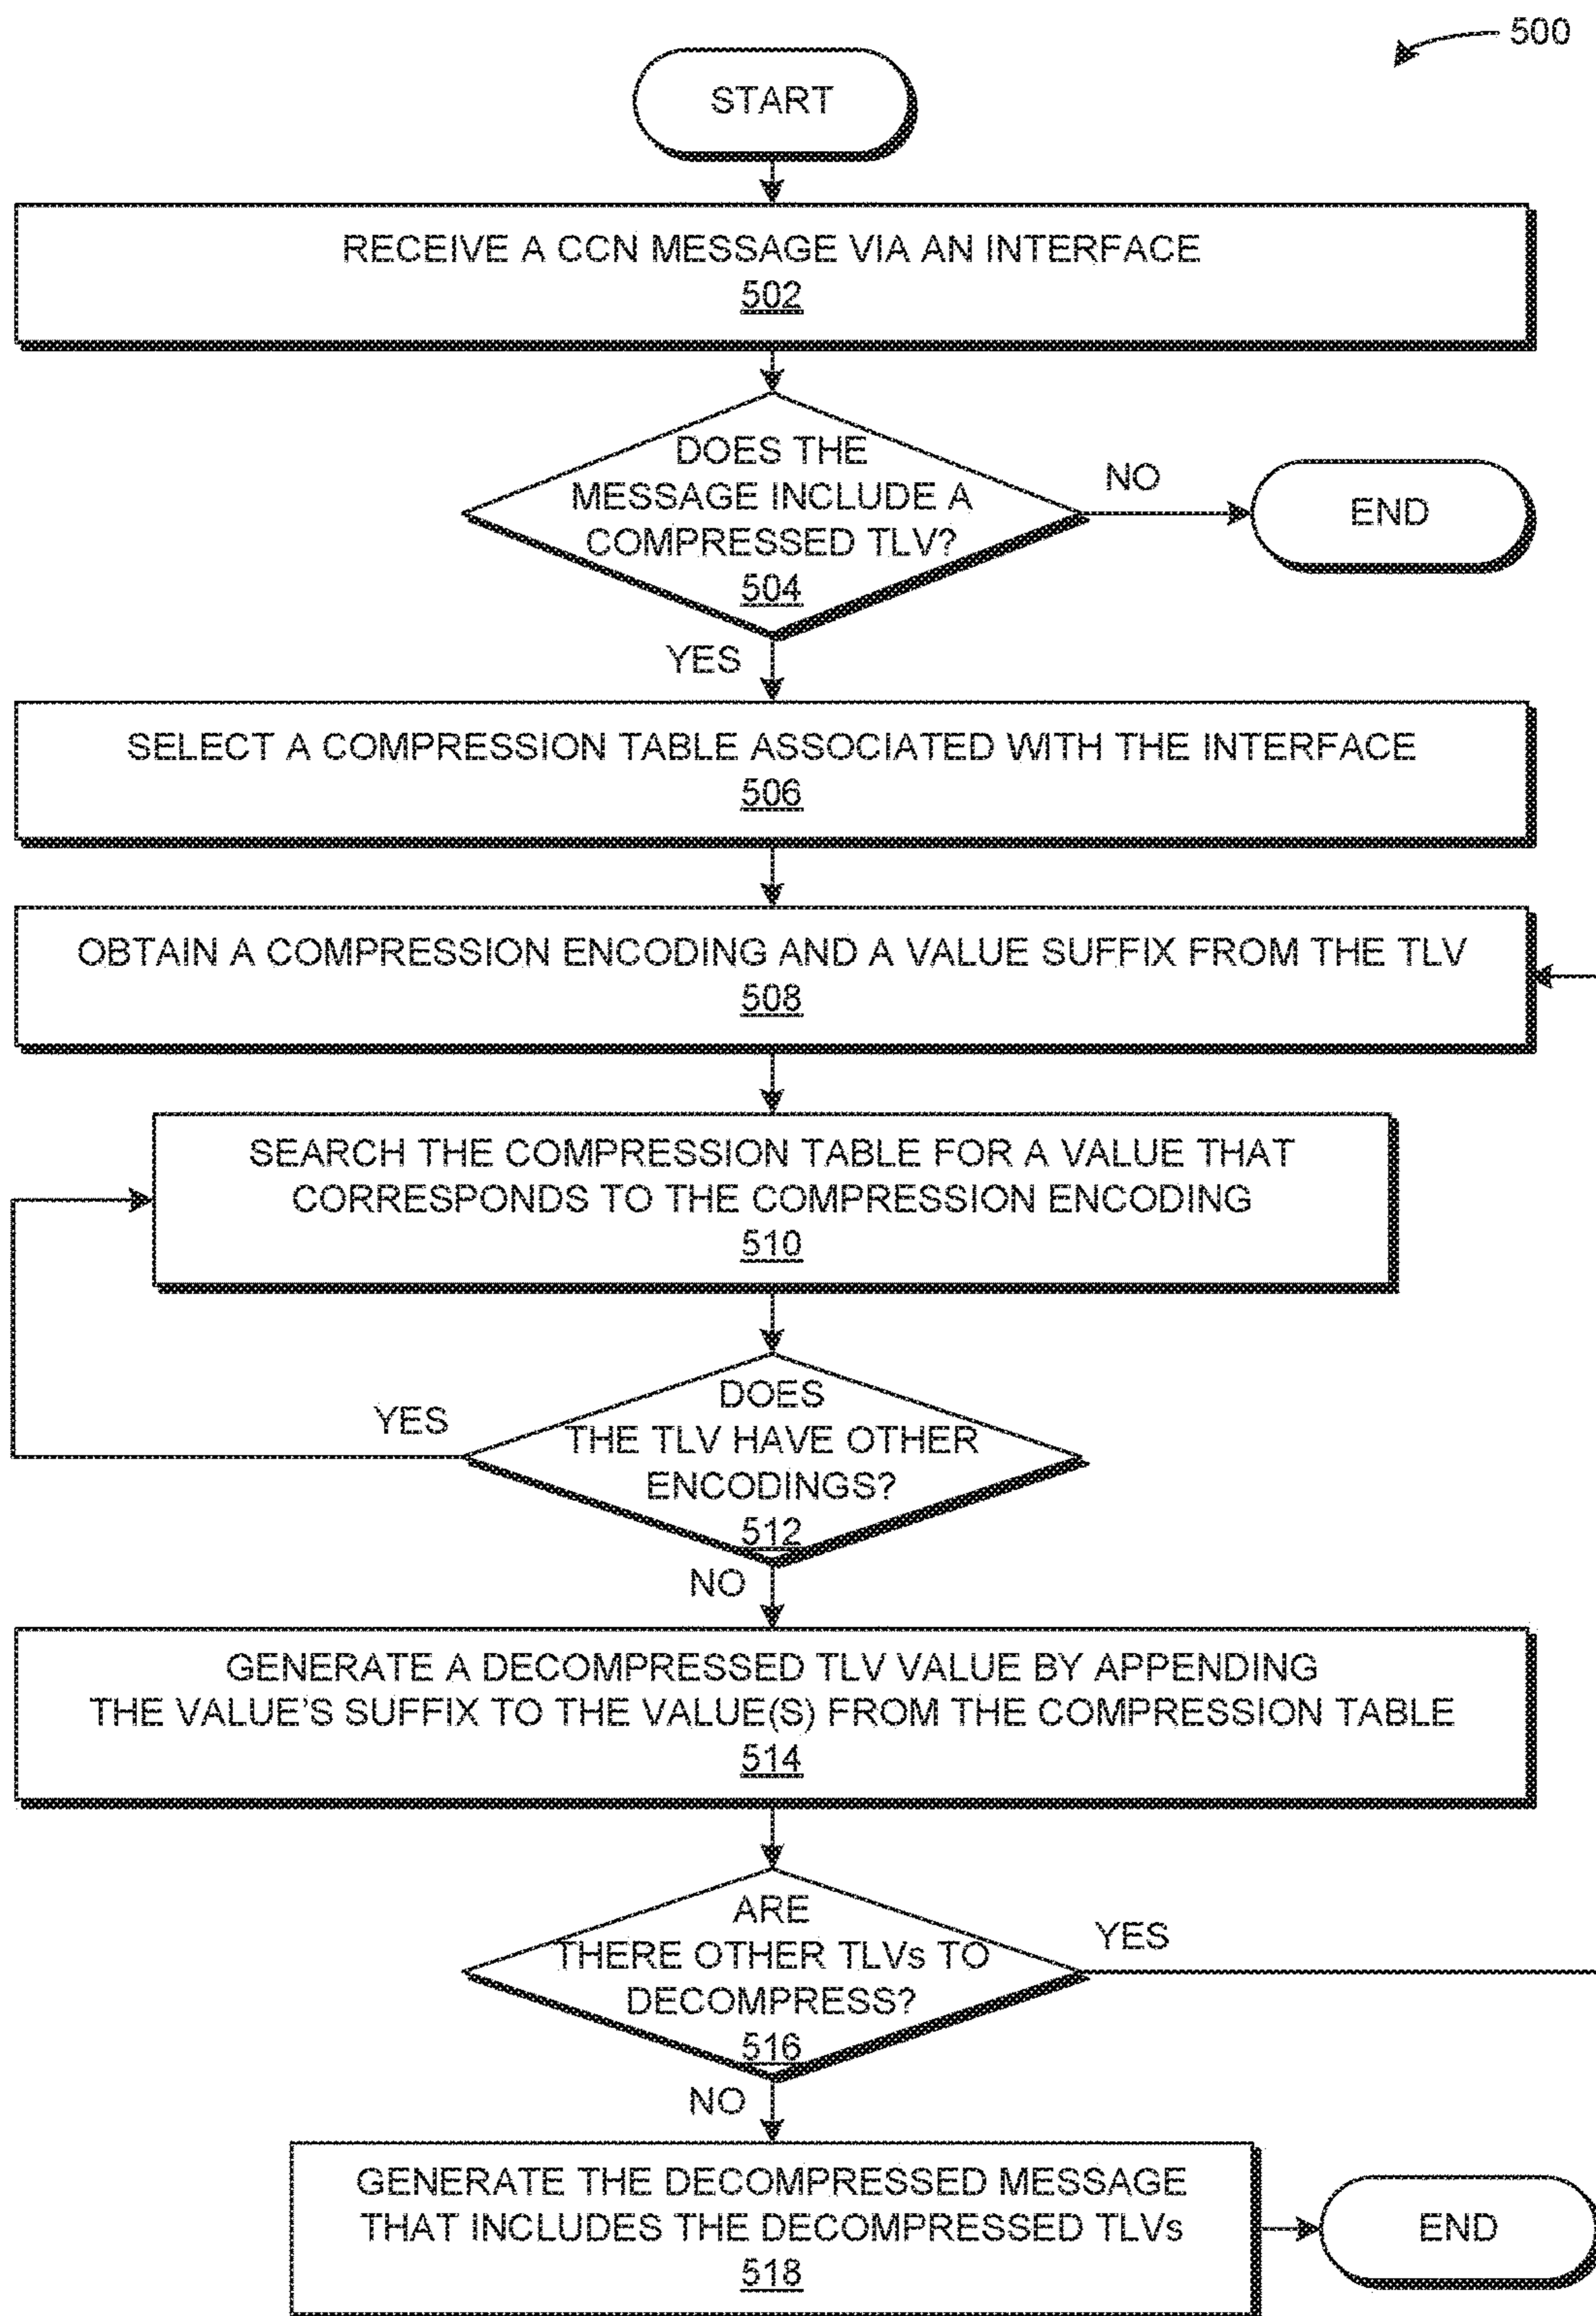 500
START
RECEIVE A CCN MESSAGE VIA AN INTERFACE
502
DOES THE
MESSAGE INCLUDE A
COMPRESSED TLV?
504
NO
END
YES
SELECT A COMPRESSION TABLE ASSOCIATED WITH THE INTERFACE
506
OBTAIN A COMPRESSION ENCODING AND A VALUE SUFFIX FROM THE TLV
508
SEARCH THE COMPRESSION TABLE FOR A VALUE THAT
CORRESPONDS TO THE COMPRESSION ENCODING
510
DOES
THE TLV HAVE OTHER
ENCODINGS?
512
YES
NO
GENERATE A DECOMPRESSED TLV VALUE BY APPENDING
THE VALUE'S SUFFIX TO THE VALUE(S) FROM THE COMPRESSION TABLE
514
ARE
THERE OTHER TLVs TO
DECOMPRESS?
516
YES
NO
GENERATE THE DECOMPRESSED MESSAGE
THAT INCLUDES THE DECOMPRESSED TLVs
518
END